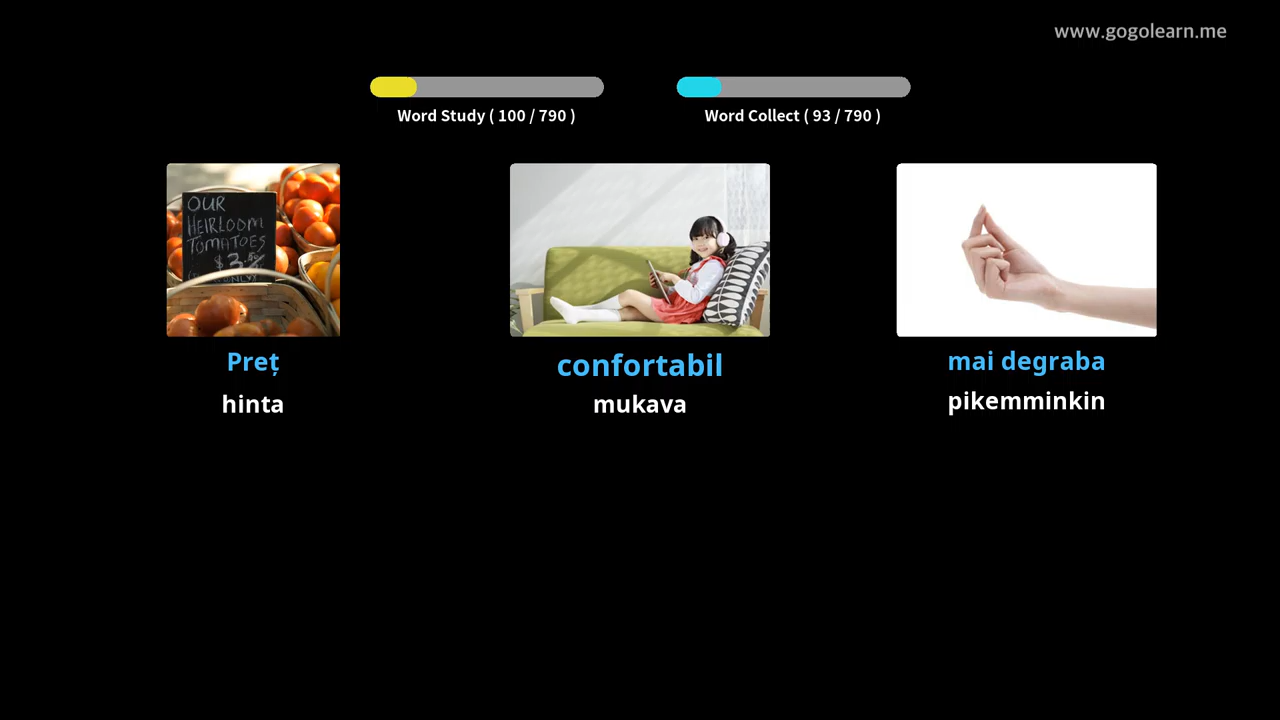 www.gogolearn.me
Word Study ( 100 / 790 )
Word Collect ( 93 / 790 )
OUR
HEIRLOOM
TOMATOES
Preț
hinta
confortabil
mukava
mai degraba
pikemminkin